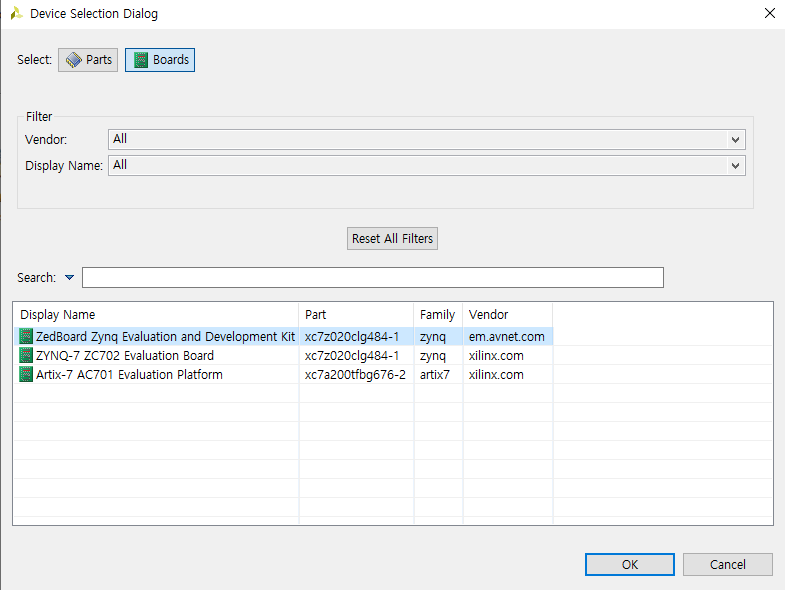 Device Selection Dialog
Select: Parts Boards
Filter
Vendor: All
Display Name: All
Reset All Filters
Search:
Display Name Part Family Vendor
ZedBoard Zynq Evaluation and Development Kit xc7z020clg484-1 zynq em.avnet.com
ZYNQ-7 ZC702 Evaluation Board xc7z020clg484-1 zynq xilinx.com
Artix-7 AC701 Evaluation Platform xc7a200tfbg676-2 artix7 xilinx.com
OK Cancel